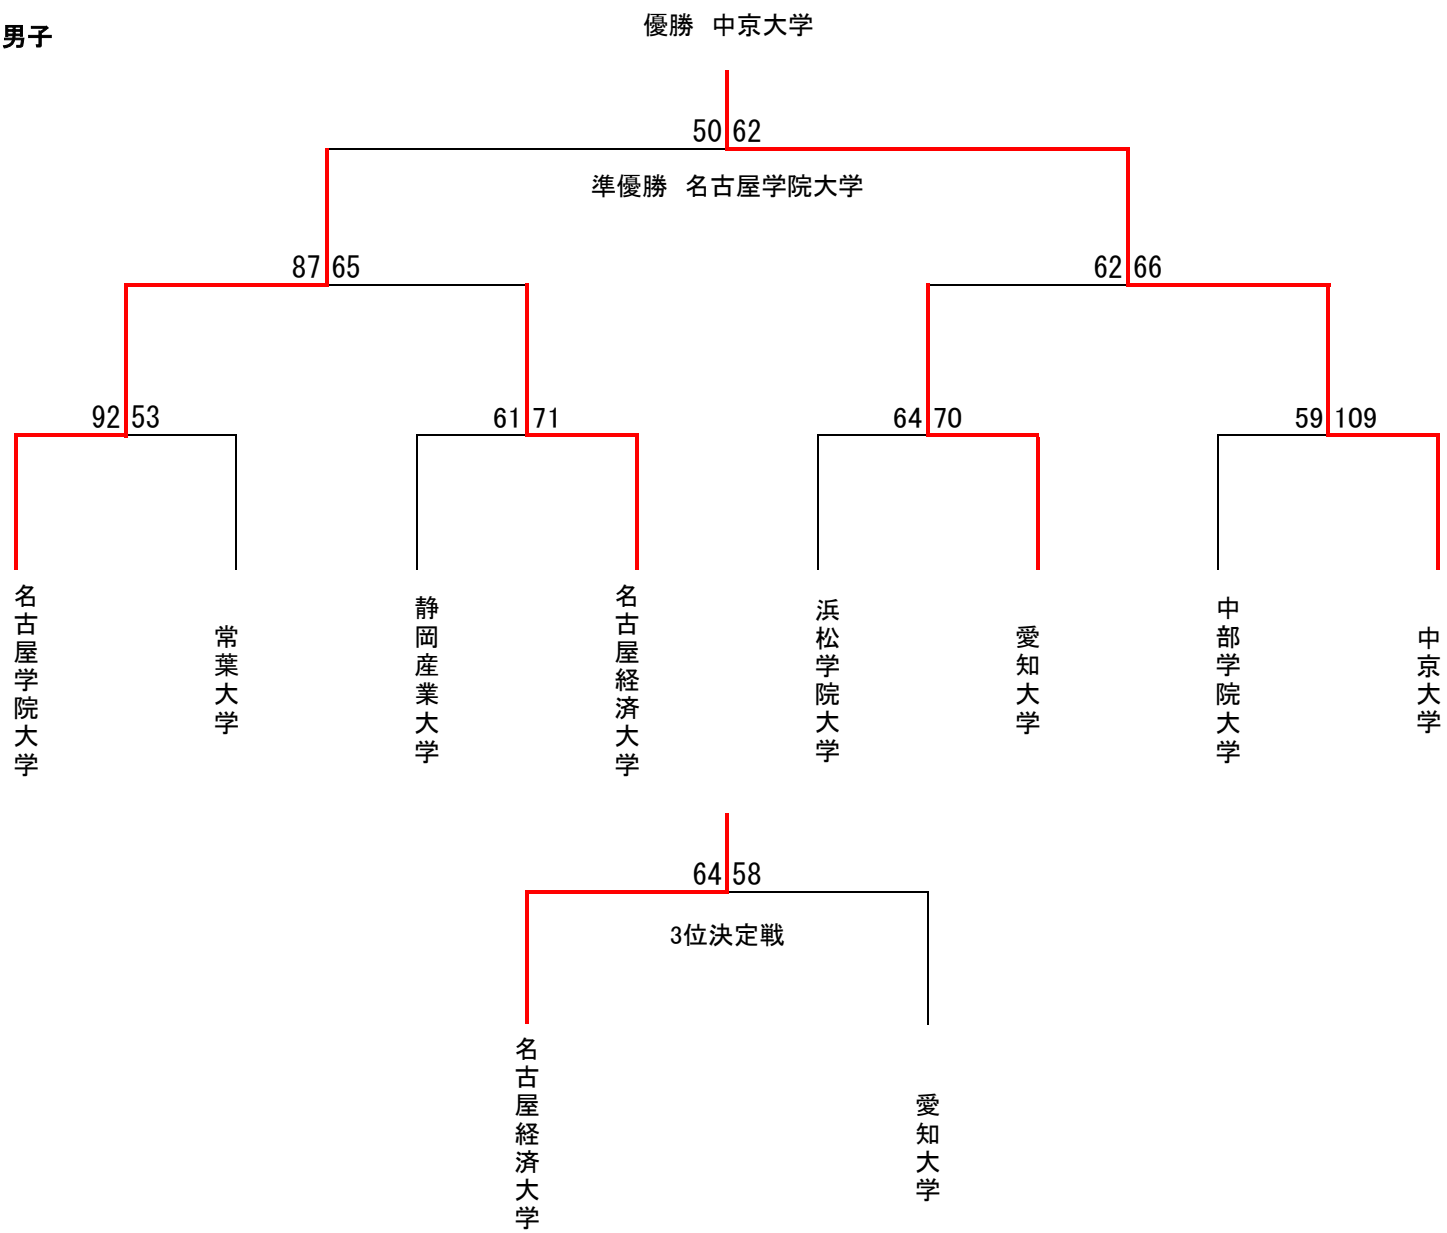 優勝　中京大学
男子
50 62
準優勝　名古屋学院大学
87 65
62 66
92 53
61 71
64 70
59 109
名古屋学院大学
常葉大学
静岡産業大学
名古屋経済大学
浜松学院大学
愛知大学
中部学院大学
中京大学
64 58
3位決定戦
名古屋経済大学
愛知大学